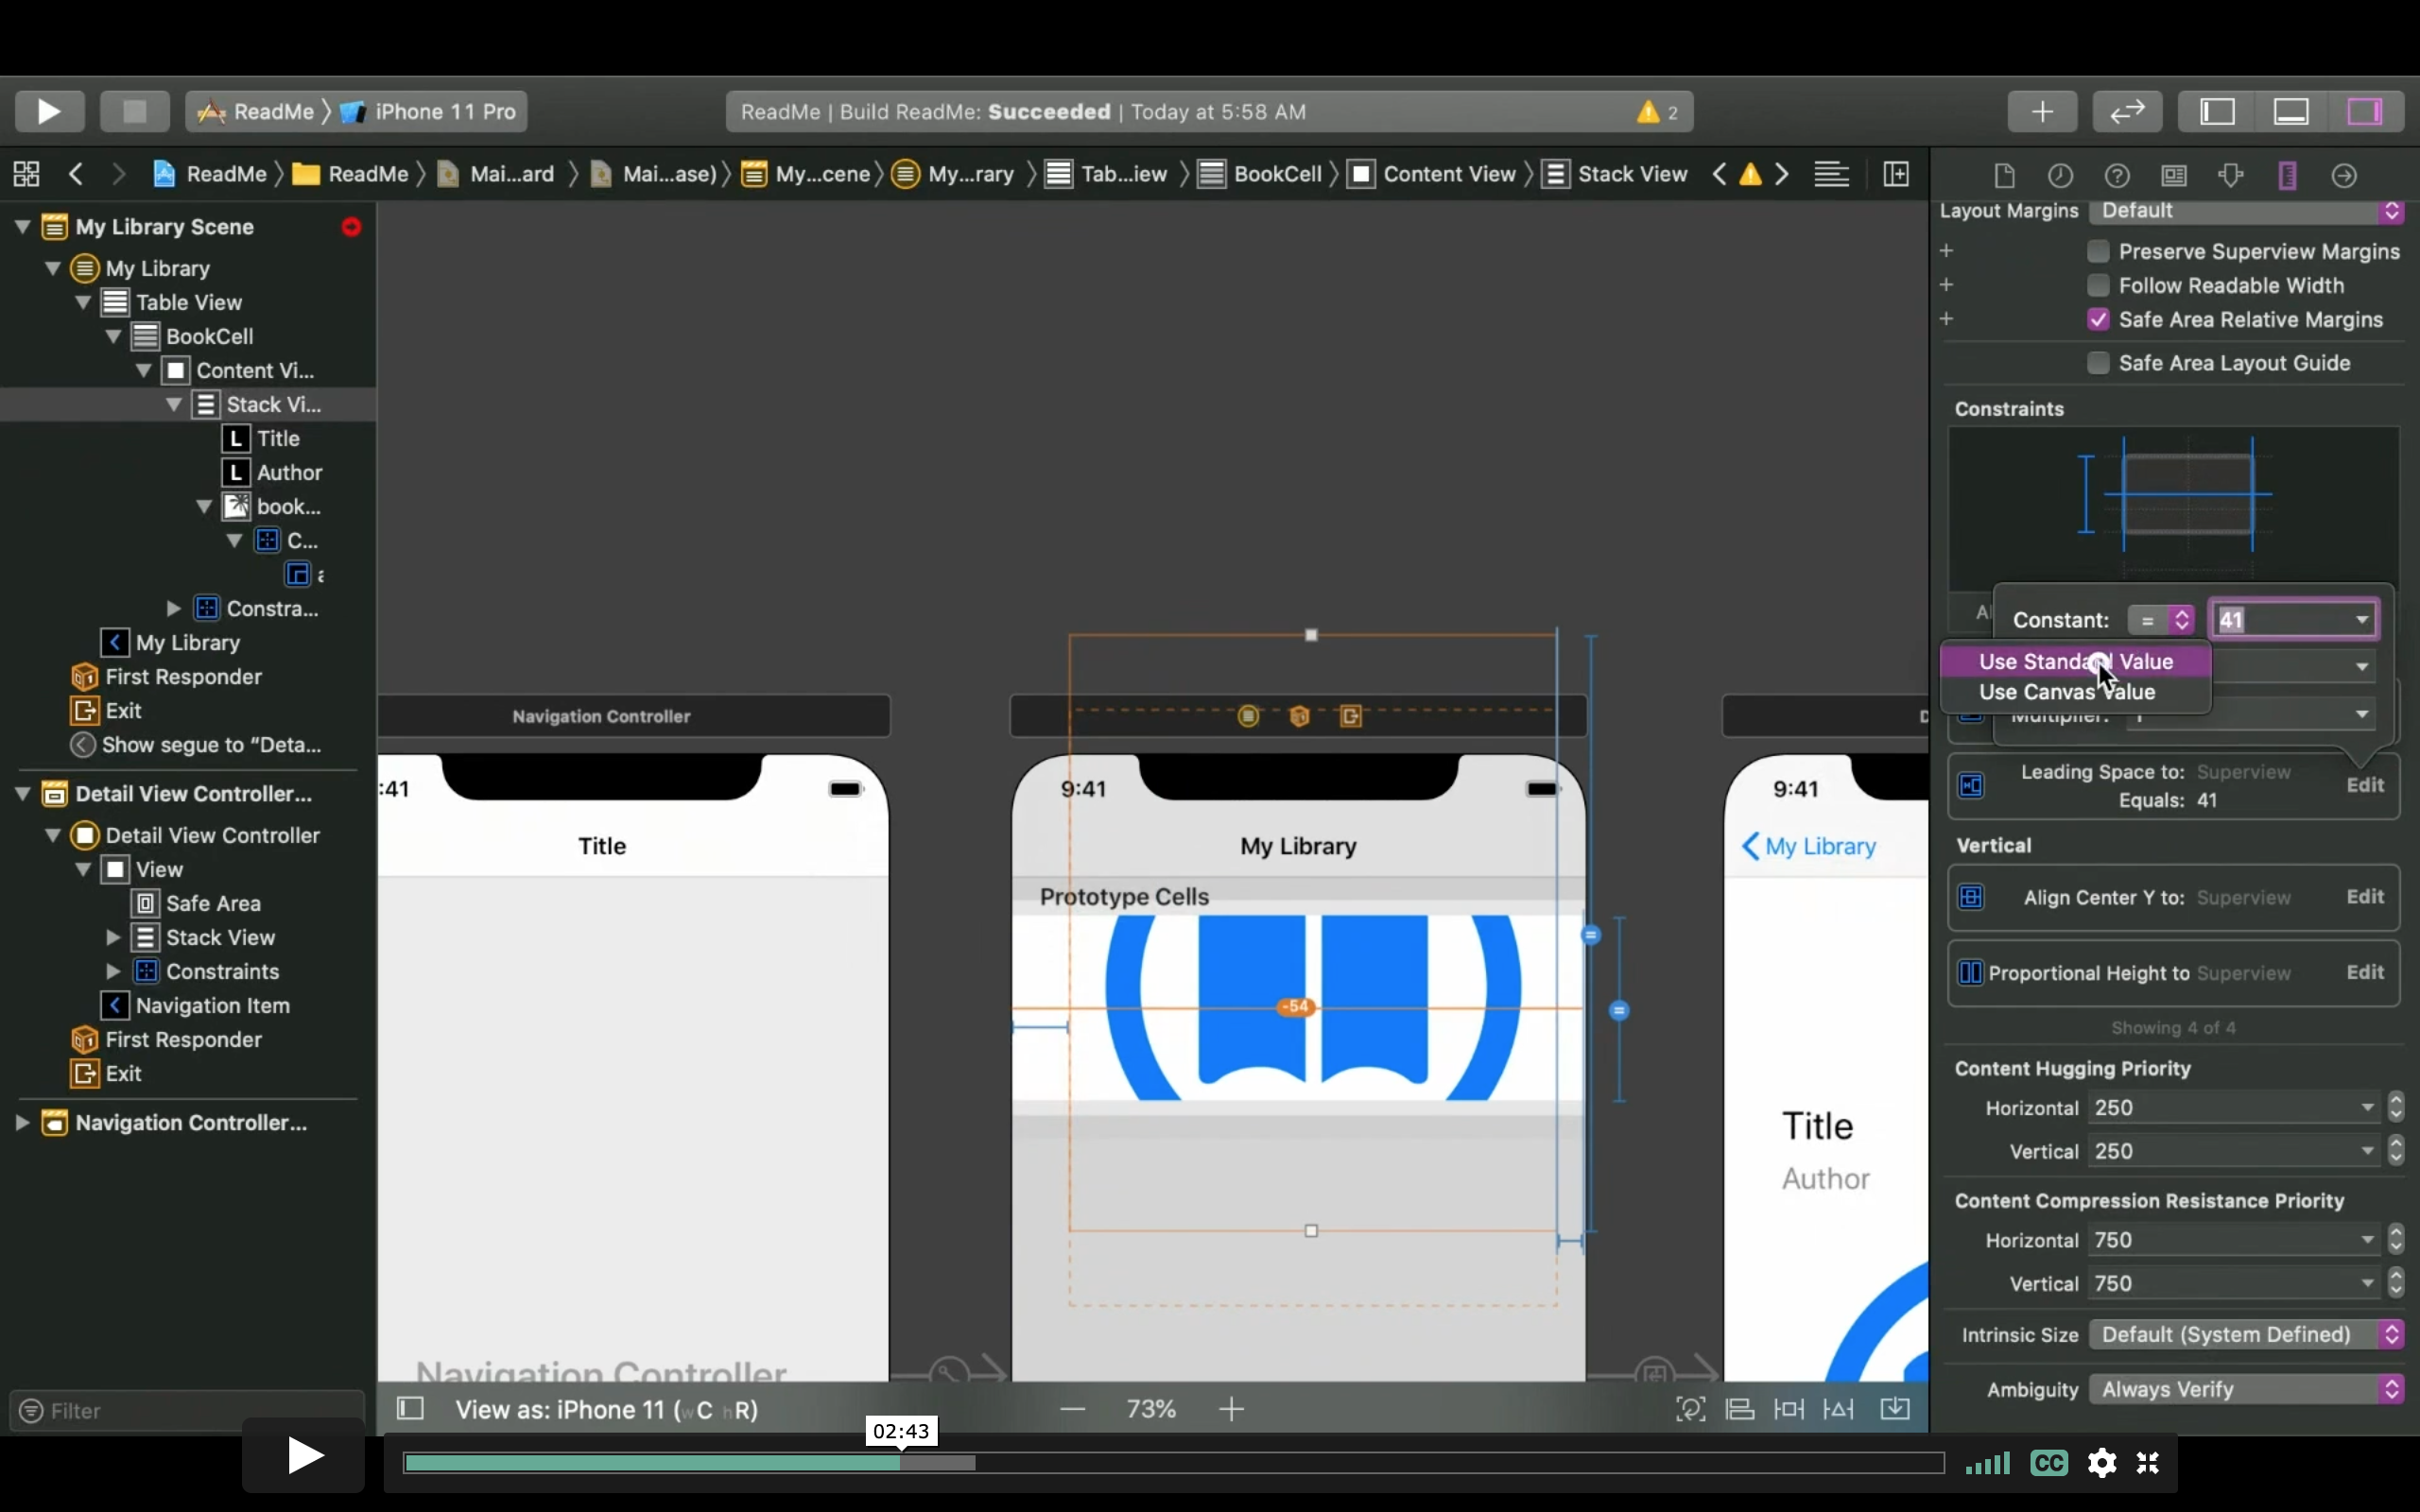 ReadMe 〉 iPhone 11 Pro
ReadMe | Build ReadMe: Succeeded | Today at 5:58 AM
2
ReadMe 〉 ReadMe 〉 Mai...ard 〉 Mai...ase) 〉 My...cene 〉 My...rary 〉 Tab...iew 〉 BookCell 〉 Content View 〉 Stack View
My Library Scene
My Library
Table View
BookCell
Content Vi...
Stack Vi...
L Title
L Author
book...
C...
a
Constra...
My Library
First Responder
Exit
Show segue to “Deta...
Detail View Controller...
Detail View Controller
View
Safe Area
Stack View
Constraints
Navigation Item
First Responder
Exit
Navigation Controller...
Filter
Navigation Controller
:41
Title
Navigation Controller
9:41
My Library
Prototype Cells
-54
D
9:41
My Library
Title
Author
View as: iPhone 11 (wC hR)
73%
Layout Margins Default
Preserve Superview Margins
Follow Readable Width
Safe Area Relative Margins
Safe Area Layout Guide
Constraints
Al
Constant: = 41
Use Standard Value
Use Canvas Value
Multiplier: 1
Leading Space to: Superview
Equals: 41
Edit
Vertical
Align Center Y to: Superview Edit
Proportional Height to Superview Edit
Showing 4 of 4
Content Hugging Priority
Horizontal 250
Vertical 250
Content Compression Resistance Priority
Horizontal 750
Vertical 750
Intrinsic Size Default (System Defined)
Ambiguity Always Verify
02:43
CC